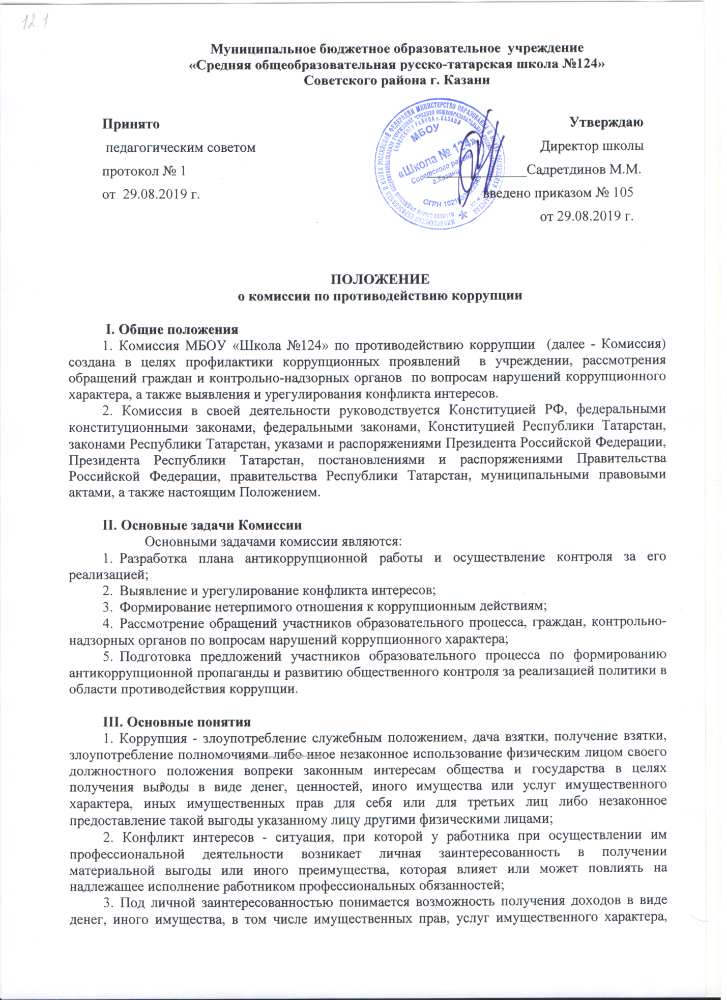 12.1
Муниципальное бюджетное образовательное учреждение
«Средняя общеобразовательная русско-татарская школа №124»
Советского района г. Казани
Принято
Утверждаю
педагогическим советом
Директор школы
протокол № 1
Садретдинов М.М.
от 29.08.2019 г.
введено приказом № 105
от 29.08.2019 г.
МБОУ
«Школа № 124»
Советского района
г.Казани
ОГРН
ПОЛОЖЕНИЕ
о комиссии по противодействию коррупции
I. Общие положения
1. Комиссия МБОУ «Школа №124» по противодействию коррупции (далее - Комиссия)
создана в целях профилактики коррупционных проявлений в учреждении, рассмотрения
обращений граждан и контрольно-надзорных органов по вопросам нарушений коррупционного
характера, а также выявления и урегулирования конфликта интересов.
2. Комиссия в своей деятельности руководствуется Конституцией РФ, федеральными
конституционными законами, федеральными законами, Конституцией Республики Татарстан,
законами Республики Татарстан, указами и распоряжениями Президента Российской Федерации,
Президента Республики Татарстан, постановлениями и распоряжениями Правительства
Российской Федерации, правительства Республики Татарстан, муниципальными правовыми
актами, а также настоящим Положением.
II. Основные задачи Комиссии
Основными задачами комиссии являются:
1. Разработка плана антикоррупционной работы и осуществление контроля за его
реализацией;
2. Выявление и урегулирование конфликта интересов;
3. Формирование нетерпимого отношения к коррупционным действиям;
4. Рассмотрение обращений участников образовательного процесса, граждан, контрольно-
надзорных органов по вопросам нарушений коррупционного характера;
5. Подготовка предложений участников образовательного процесса по формированию
антикоррупционной пропаганды и развитию общественного контроля за реализацией политики в
области противодействия коррупции.
III. Основные понятия
1. Коррупция - злоупотребление служебным положением, дача взятки, получение взятки,
злоупотребление полномочиями либо иное незаконное использование физическим лицом своего
должностного положения вопреки законным интересам общества и государства в целях
получения выгоды в виде денег, ценностей, иного имущества или услуг имущественного
характера, иных имущественных прав для себя или для третьих лиц либо незаконное
предоставление такой выгоды указанному лицу другими физическими лицами;
2. Конфликт интересов - ситуация, при которой у работника при осуществлении им
профессиональной деятельности возникает личная заинтересованность в получении
материальной выгоды или иного преимущества, которая влияет или может повлиять на
надлежащее исполнение работником профессиональных обязанностей;
3. Под личной заинтересованностью понимается возможность получения доходов в виде
денег, иного имущества, в том числе имущественных прав, услуг имущественного характера,